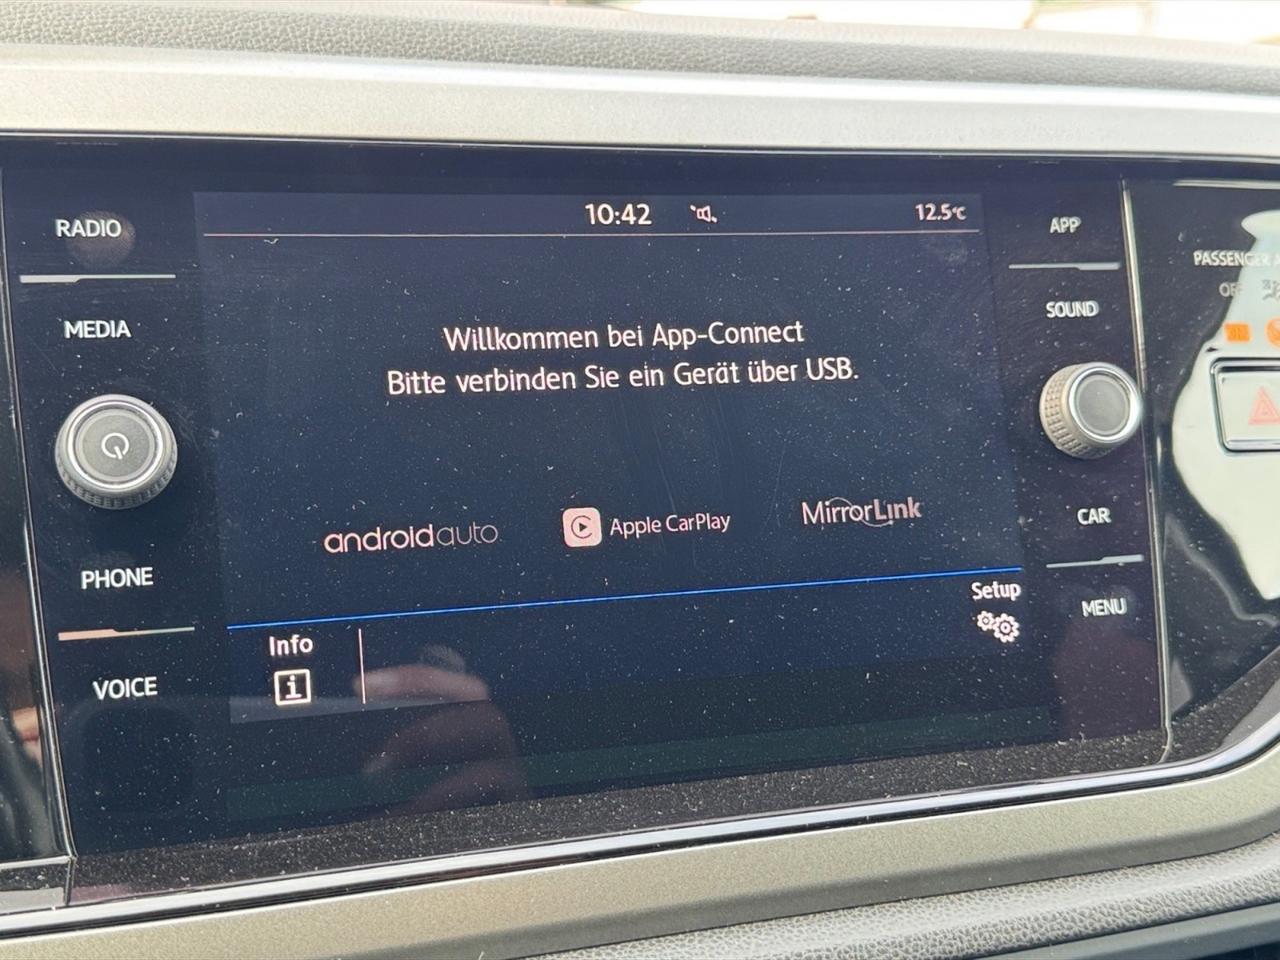 RADIO
MEDIA
PHONE
VOICE
10:42
12.5°C
Willkommen bei App-Connect
Bitte verbinden Sie ein Gerät über USB.
androidauto
Apple CarPlay
MirrorLink
Info
i
Setup
APP
SOUND
CAR
MENU
PASSENGER